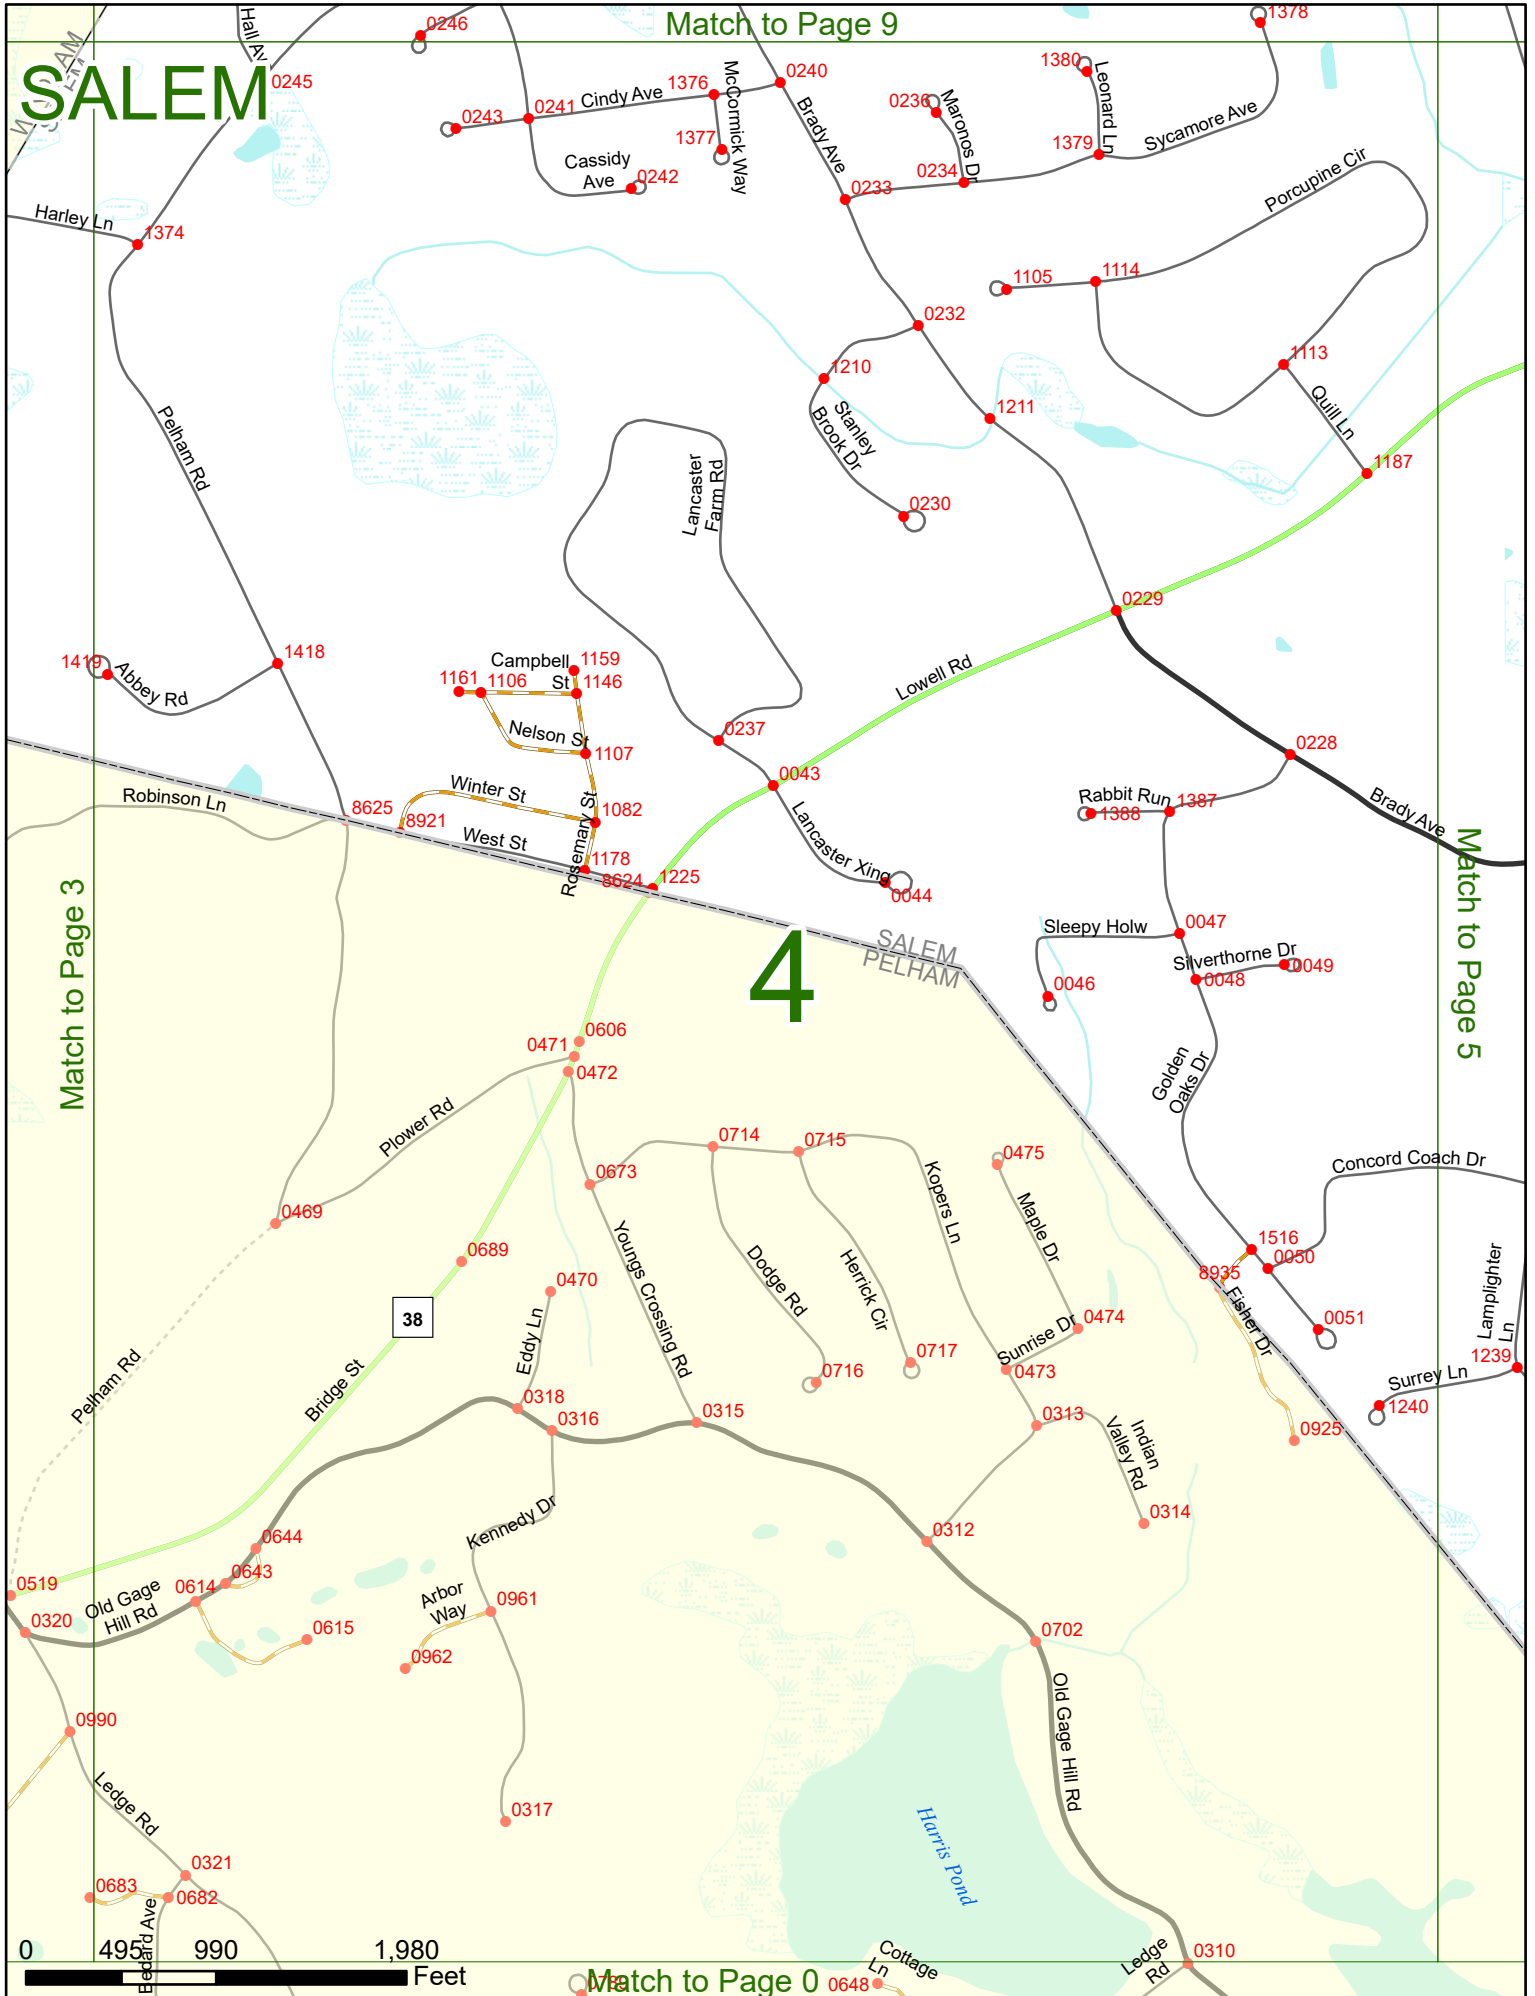 Match to Page 9
SALEM
Hall Av
0246
0245
0243
0241
Cindy Ave
1376
0240
McCormick Way
1377
Cassidy
Ave
0242
Brady Ave
0236
Maronos Dr
0234
0233
1380
Leonard Ln
1379
Sycamore Ave
1378
Porcupine Cir
Harley Ln
1374
1105
1114
0232
1210
Stanley
Brook Dr
1211
1113
Quill Ln
1187
Pelham Rd
Lancaster
Farm Rd
0230
0229
Lowell Rd
1418
1419
Abbey Rd
Campbell
St
1159
1161
1106
1146
Nelson St
1107
0237
0043
0228
Brady Ave
Robinson Ln
8625
8921
Winter St
1082
Rosemary St
West St
1178
8624
1225
Lancaster Xing
0044
Rabbit Run
1387
1388
Match to Page 3
Match to Page 5
4
SALEM
PELHAM
Sleepy Holw
0047
Silverthorne Dr
0048
0049
0046
Golden
Oaks Dr
0606
0471
0472
Plower Rd
0714
0715
0673
0475
Kopers Ln
Maple Dr
Concord Coach Dr
0469
0689
0470
Youngs Crossing Rd
Dodge Rd
Herrick Cir
1516
0050
8935
Fisher Dr
0051
Lamplighter
Ln
1239
Surrey Ln
1240
38
Eddy Ln
0474
Sunrise Dr
0473
0717
0716
Pelham Rd
Bridge St
0318
0316
0315
0313
Indian
Valley Rd
0925
0314
0312
Kennedy Dr
0644
0643
0614
0519
Old Gage
Hill Rd
0320
0615
Arbor
Way
0961
0962
0702
Old Gage Hill Rd
0990
Ledge Rd
0317
Harris Pond
0321
0683
0682
Bedard Ave
Cottage
Ln
0648
Ledge
Rd
0310
0 495 990 1,980
Feet
Match to Page 0